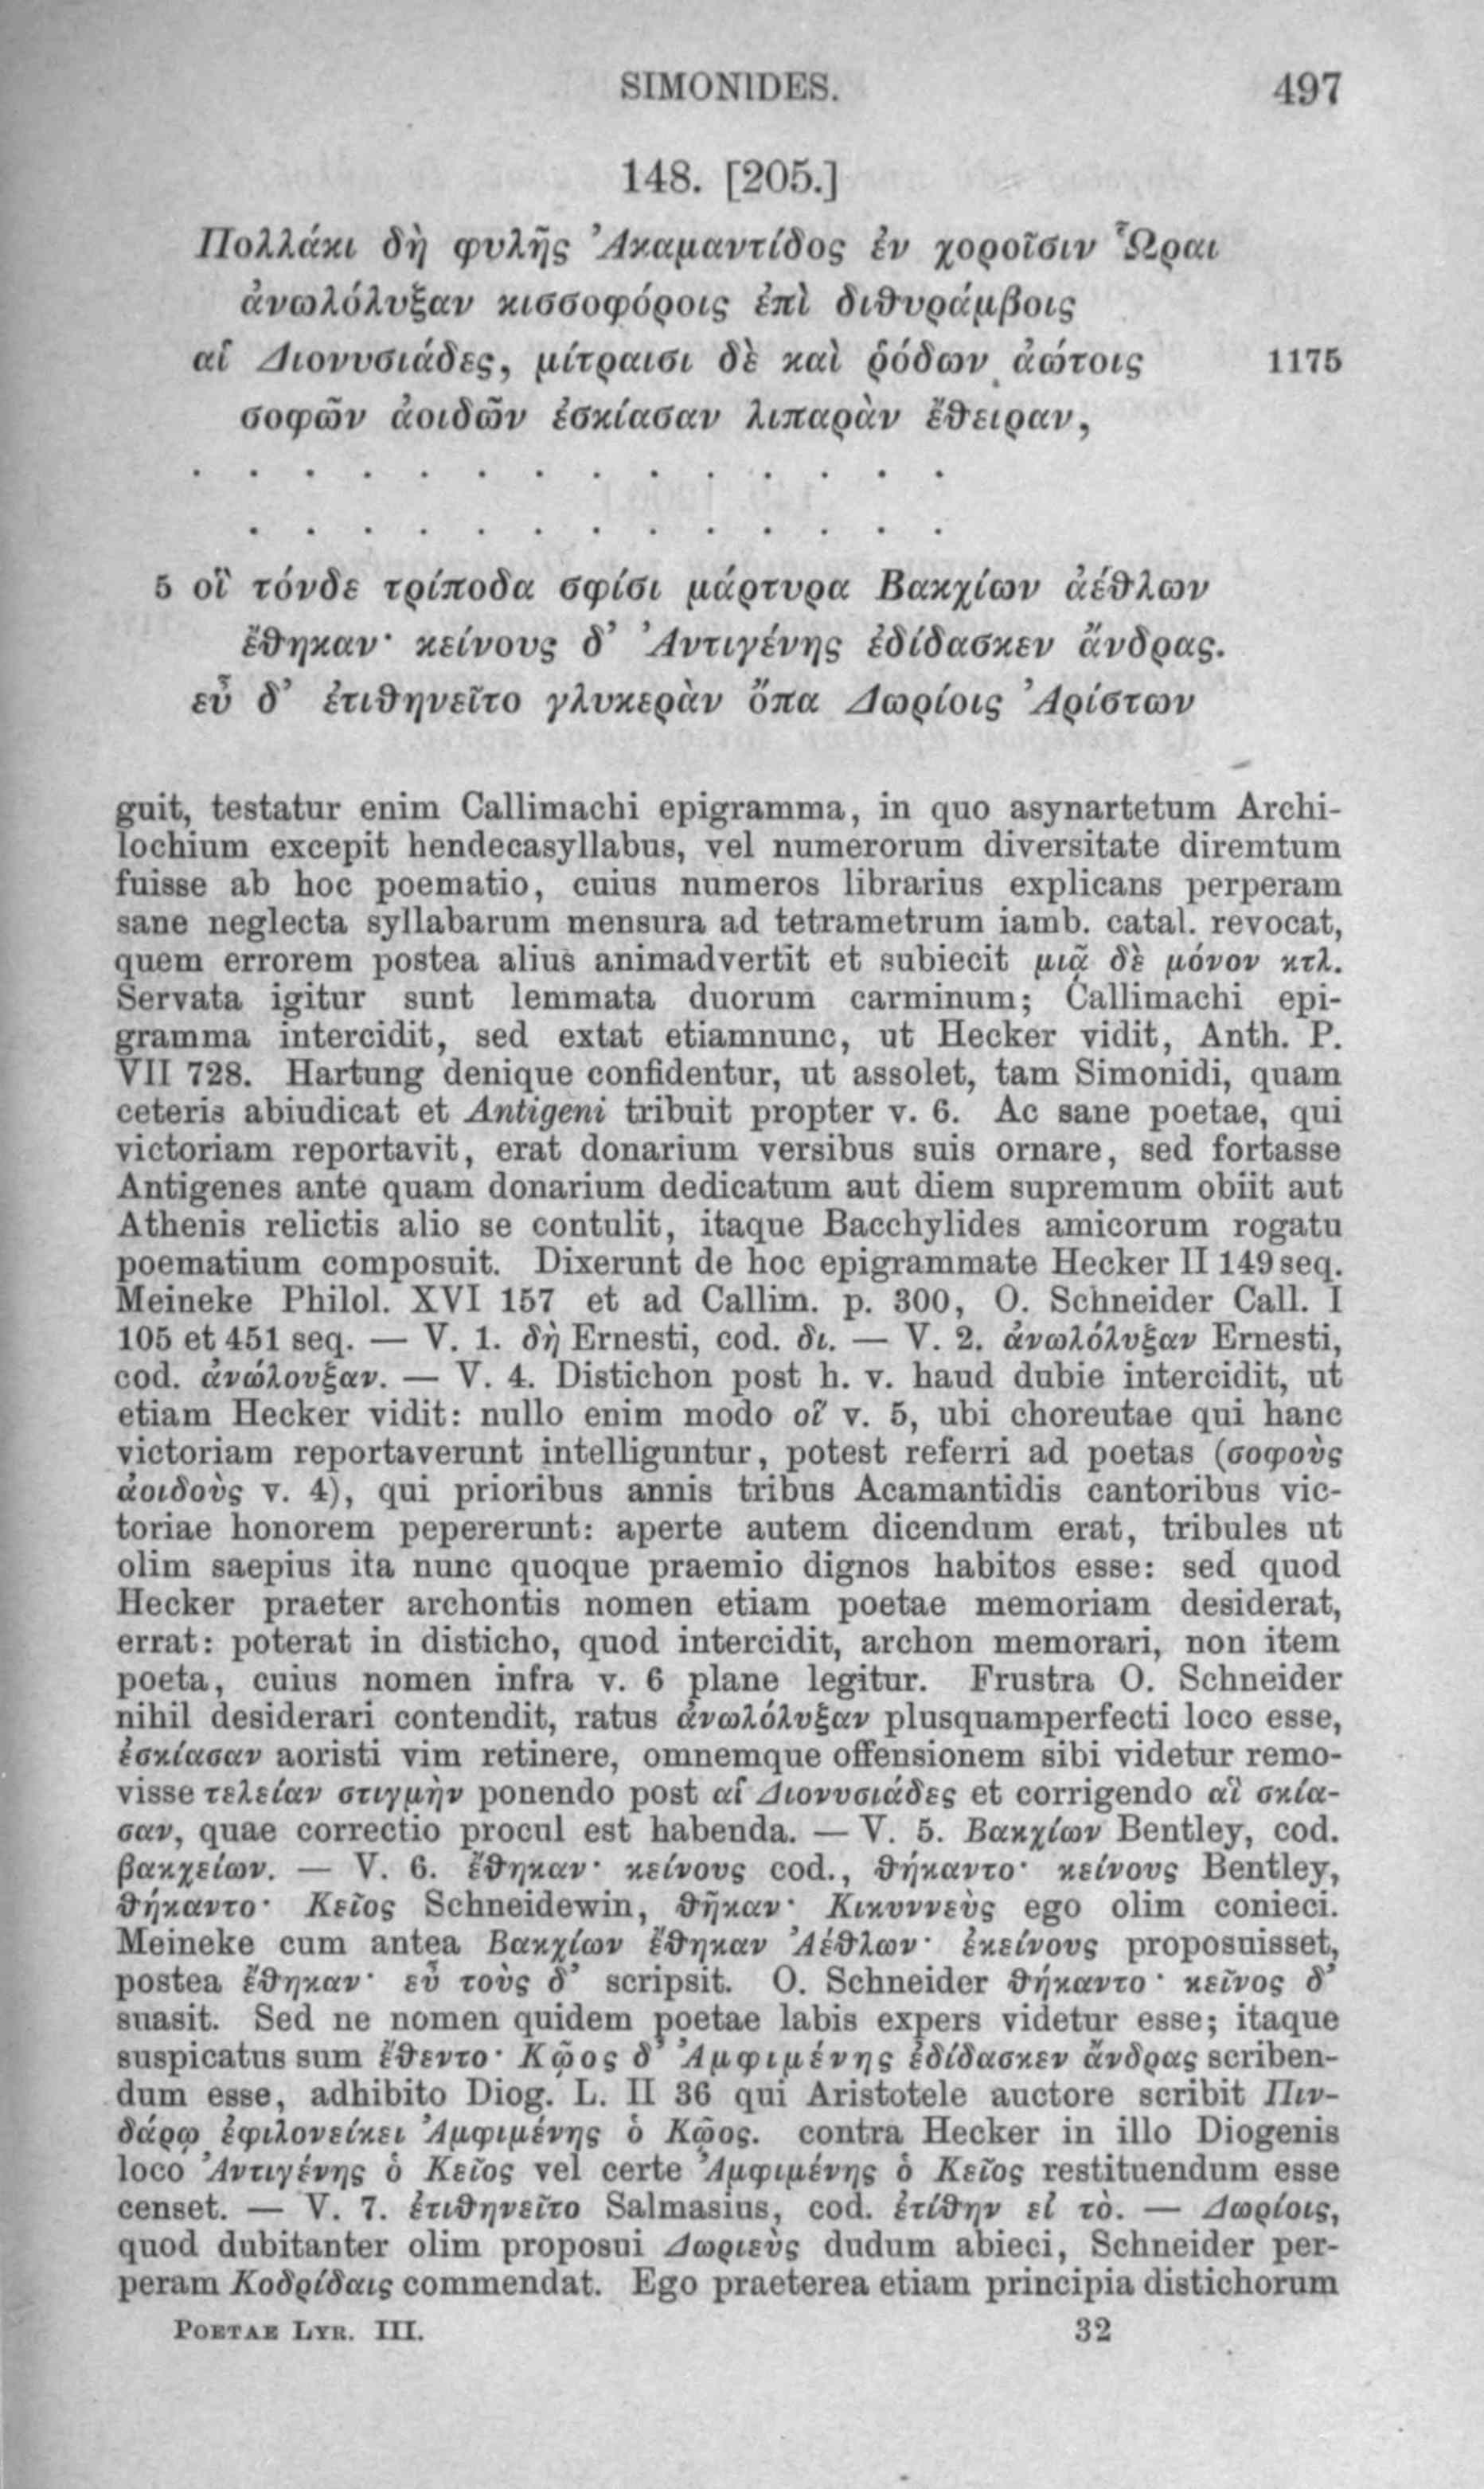 SIMONIDES. 497
148. [205.]
Πολλάκι δὴ φυλῆς Ἀκαμαντίδος ἐν χοροῖσιν Ὧραι
ἀνωλόλυξαν κισσοφόροις ἐπὶ διθυράμβοις
αἱ Διονυσιάδες, μίτραισι δὲ καὶ ῥόδων ἀώτοις 1175
σοφῶν ἀοιδῶν ἐσκίασαν λιπαρὰν ἔθειραν,
. . . . . . . . . . . . . .
. . . . . . . . . . . . .
5 οἳ τόνδε τρίποδα σφίσι μάρτυρα Βακχίων ἀέθλων
ἔθηκαν· κείνους δ' Ἀντιγένης ἐδίδασκεν ἄνδρας.
εὖ δ' ἐτιθηνεῖτο γλυκερὰν ὄπα Δωρίοις Ἀρίστων
guit, testatur enim Callimachi epigramma, in quo asynartetum Archi-
lochium excepit hendecasyllabus, vel numerorum diversitate diremtum
fuisse ab hoc poematio, cuius numeros librarius explicans perperam
sane neglecta syllabarum mensura ad tetrametrum iamb. catal. revocat,
quem errorem postea alius animadvertit et subiecit μιᾷ δὲ μόνον κτλ.
Servata igitur sunt lemmata duorum carminum; Callimachi epi-
gramma intercidit, sed extat etiamnunc, ut Hecker vidit, Anth. P.
VII 728. Hartung denique confidentur, ut assolet, tam Simonidi, quam
ceteris abiudicat et Antigeni tribuit propter v. 6. Ac sane poetae, qui
victoriam reportavit, erat donarium versibus suis ornare, sed fortasse
Antigenes ante quam donarium dedicatum aut diem supremum obiit aut
Athenis relictis alio se contulit, itaque Bacchylides amicorum rogatu
poematium composuit. Dixerunt de hoc epigrammate Hecker II 149 seq.
Meineke Philol. XVI 157 et ad Callim. p. 300, O. Schneider Call. I
105 et 451 seq. — V. 1. δὴ Ernesti, cod. δι. — V. 2. ἀνωλόλυξαν Ernesti,
cod. ἀνώλουξαν. — V. 4. Distichon post h. v. haud dubie intercidit, ut
etiam Hecker vidit: nullo enim modo οἳ v. 5, ubi choreutae qui hanc
victoriam reportaverunt intelliguntur, potest referri ad poetas (σοφοὺς
ἀοιδοὺς v. 4), qui prioribus annis tribus Acamantidis cantoribus vic-
toriae honorem pepererunt: aperte autem dicendum erat, tribules ut
olim saepius ita nunc quoque praemio dignos habitos esse: sed quod
Hecker praeter archontis nomen etiam poetae memoriam desiderat,
errat: poterat in disticho, quod intercidit, archon memorari, non item
poeta, cuius nomen infra v. 6 plane legitur. Frustra O. Schneider
nihil desiderari contendit, ratus ἀνωλόλυξαν plusquamperfecti loco esse,
ἐσκίασαν aoristi vim retinere, omnemque offensionem sibi videtur remo-
visse τελείαν στιγμὴν ponendo post αἱ Διονυσιάδες et corrigendo αἳ σκία-
σαν, quae correctio procul est habenda. — V. 5. Βακχίων Bentley, cod.
βακχείων. — V. 6. ἔθηκαν· κείνους cod., θήκαντο· κείνους Bentley,
θήκαντο· Κεῖος Schneidewin, θῆκαν· Κικυννεὺς ego olim conieci.
Meineke cum antea Βακχίων ἔθηκαν Ἀέθλων· ἐκείνους proposuisset,
postea ἔθηκαν· εὖ τοὺς δ' scripsit. O. Schneider θήκαντο· κεῖνος δ'
suasit. Sed ne nomen quidem poetae labis expers videtur esse; itaque
suspicatus sum ἔθεντο· Κῷος δ' Ἀμφιμένης ἐδίδασκεν ἄνδρας scriben-
dum esse, adhibito Diog. L. II 36 qui Aristotele auctore scribit Πιν-
δάρῳ ἐφιλονείκει Ἀμφιμένης ὁ Κῷος. contra Hecker in illo Diogenis
loco Ἀντιγένης ὁ Κεῖος vel certe Ἀμφιμένης ὁ Κεῖος restituendum esse
censet. — V. 7. ἐτιθηνεῖτο Salmasius, cod. ἐτίθην εἰ τὸ. — Δωρίοις,
quod dubitanter olim proposui Δωριεὺς dudum abieci, Schneider per-
peram Κοδρίδαις commendat. Ego praeterea etiam principia distichorum
POETAE LYR. III. 32